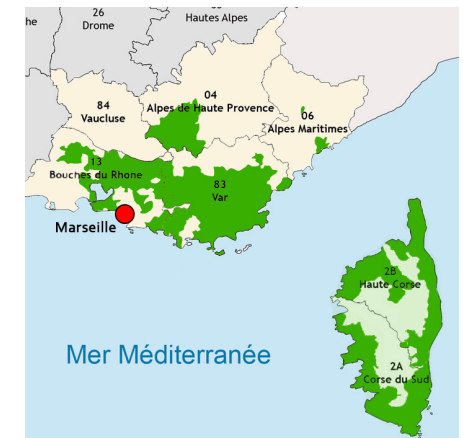 26
Drome
Hautes Alpes
he
84
Vaucluse
04
Alpes de Haute Provence
06
Alpes Maritimes
13
Bouches du Rhone
83
Var
Marseille
2B
Haute Corse
Mer Méditerranée
2A
Corse du Sud